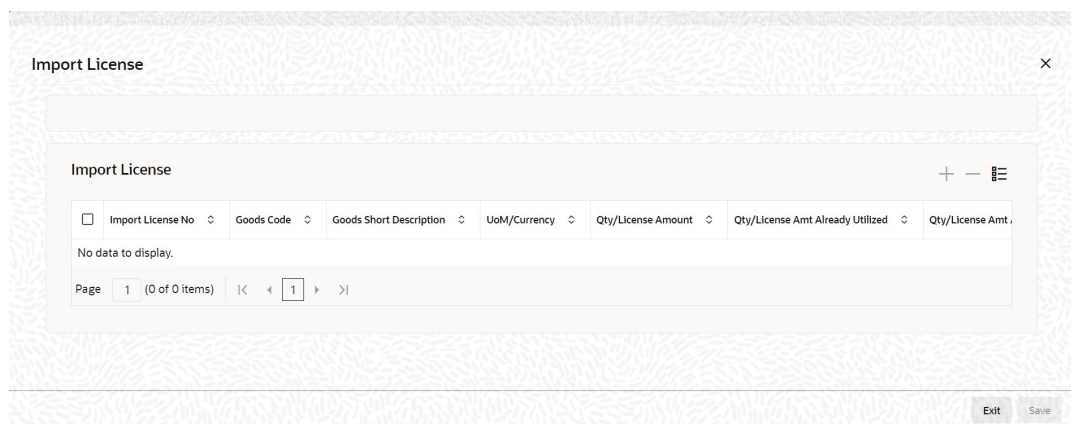 Import License
Import License
Import License No Goods Code Goods Short Description UoM/Currency Qty/License Amount Qty/License Amt Already Utilized Qty/License Amt
No data to display.
Page 1 (0 of 0 items) 1
Exit Save